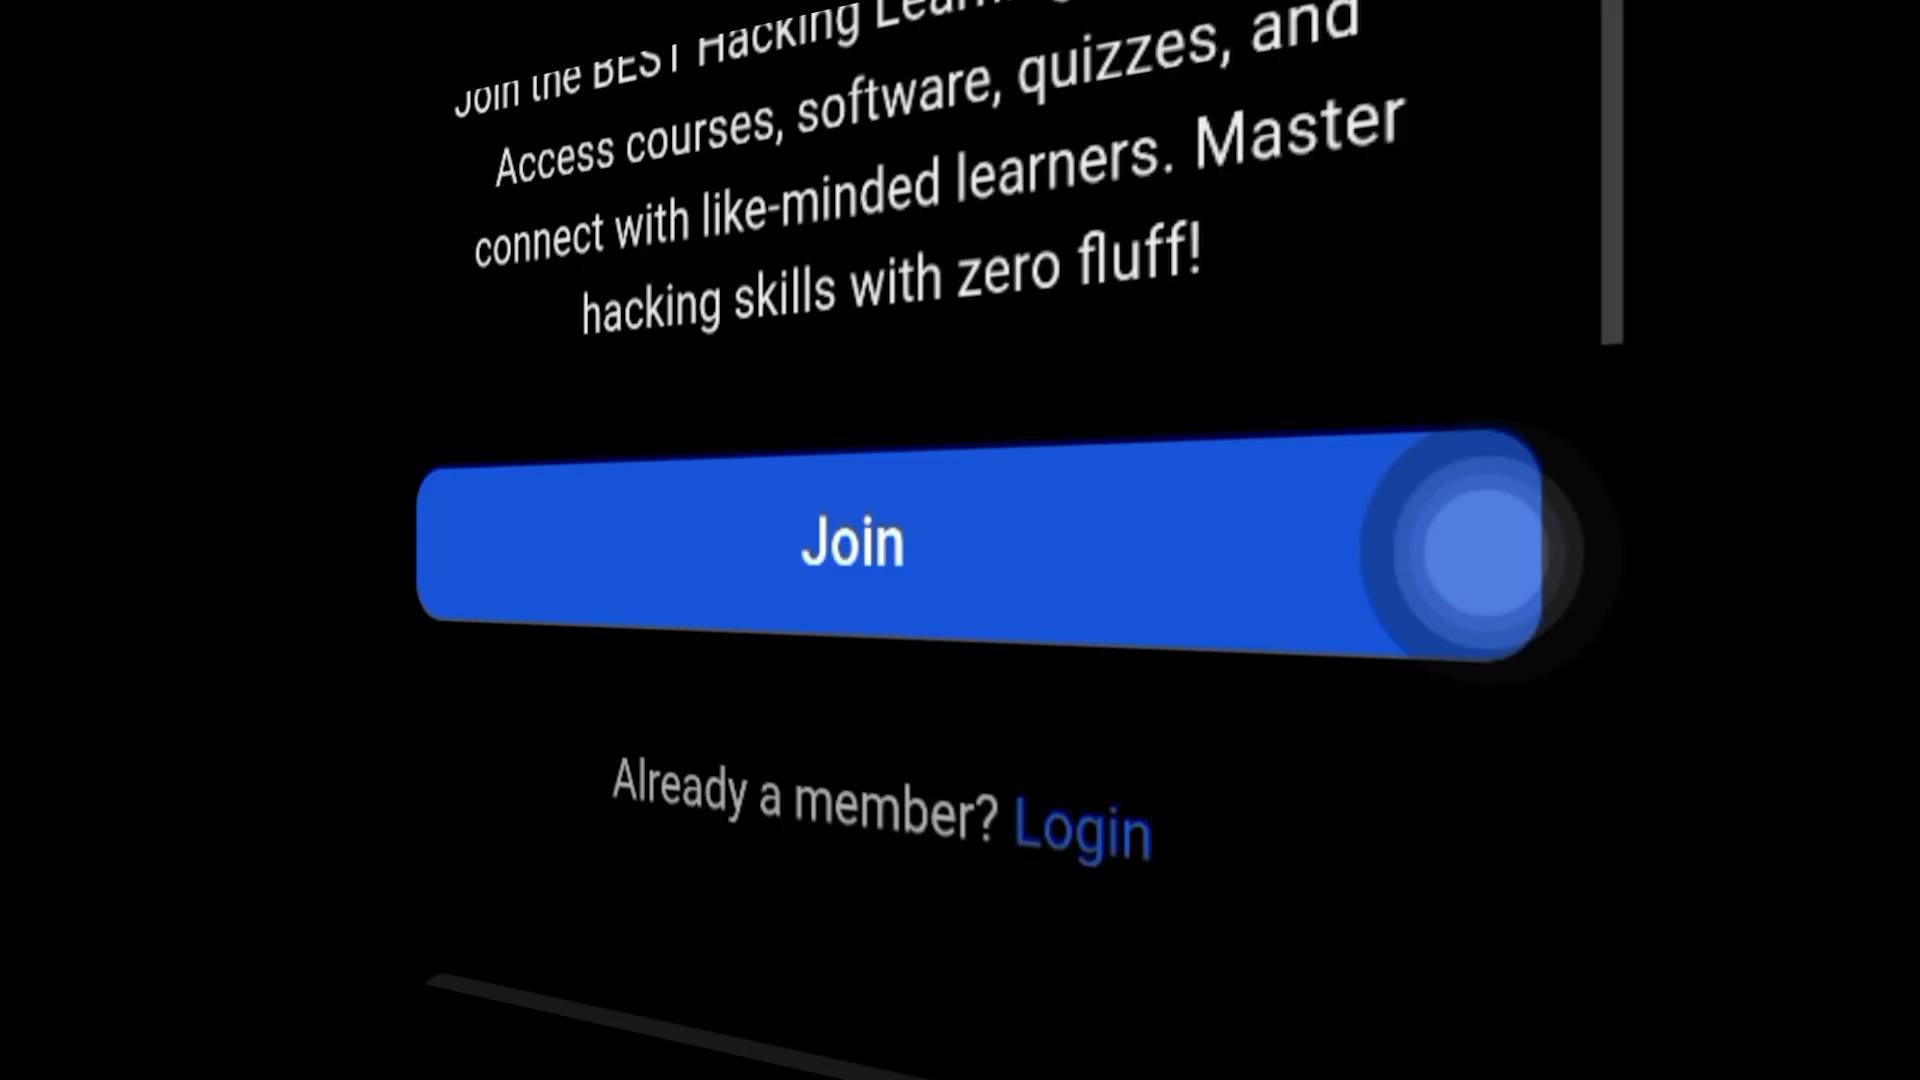 Join the BEST Hacking
Access courses, software, quizzes, and
connect with like-minded learners. Master
hacking skills with zero fluff!
Join
Already a member? Login